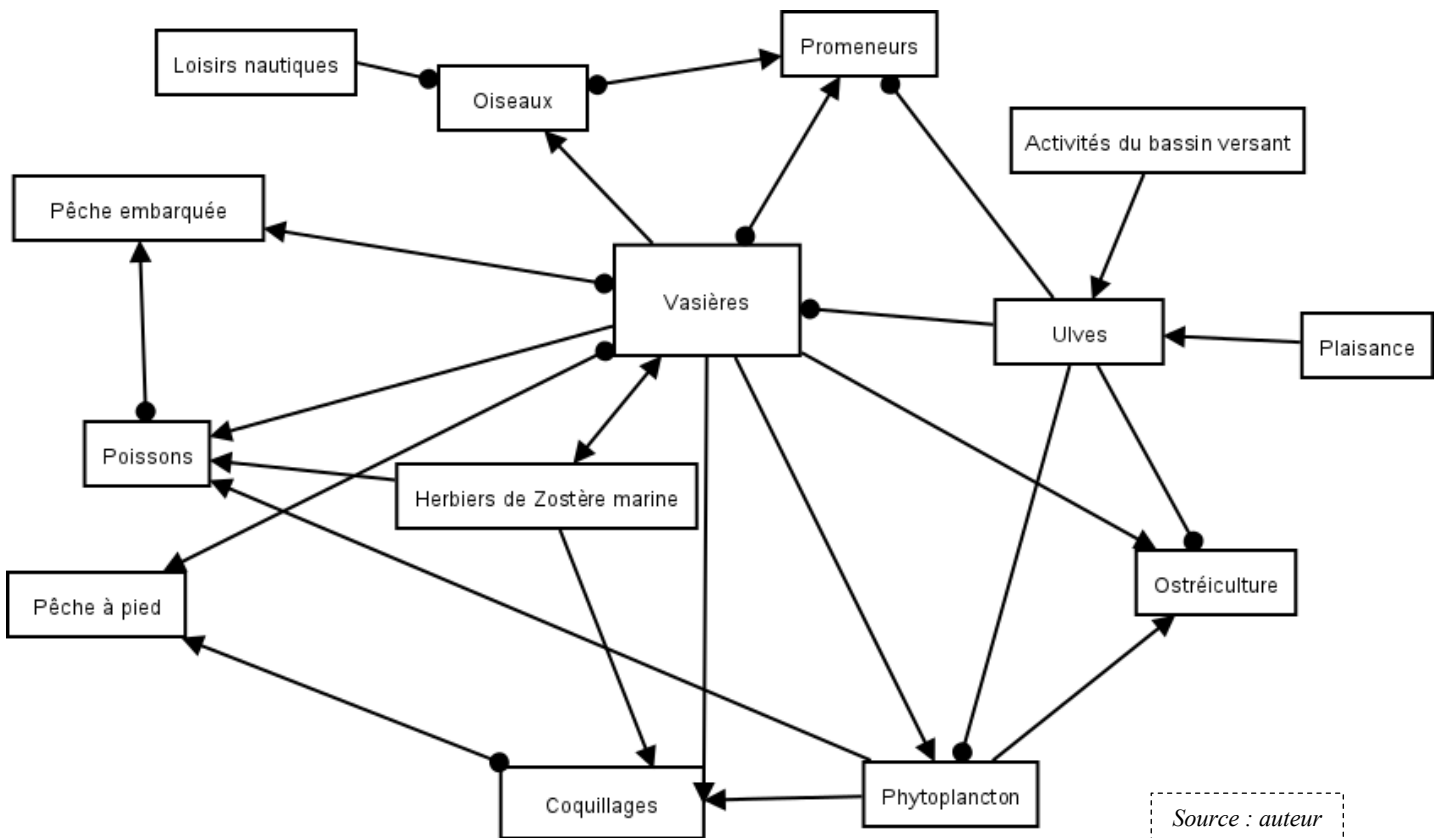 Promeneurs
Loisirs nautiques
Oiseaux
Activités du bassin versant
Pêche embarquée
Vasières
Ulves
Plaisance
Poissons
Herbiers de Zostère marine
Ostréiculture
Pêche à pied
Coquillages
Phytoplancton
Source : auteur